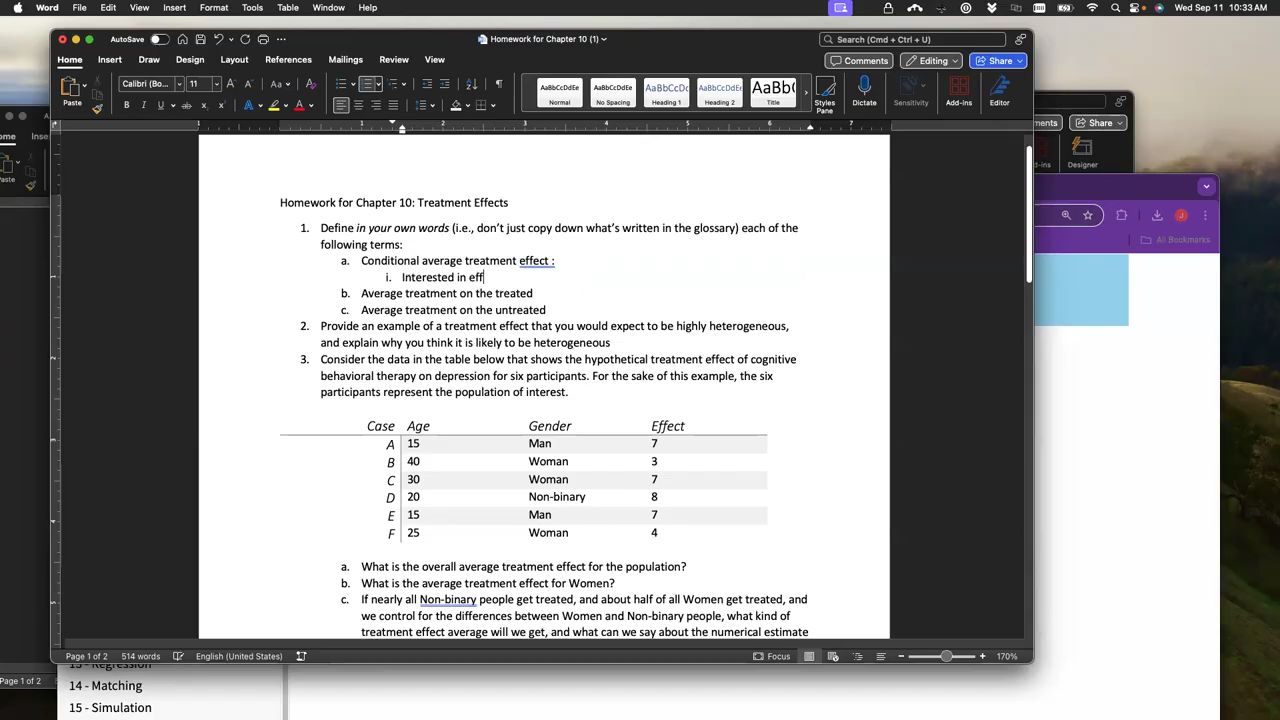 Word File Edit View Insert Format Tools Table Window Help Wed Sep 11 10:33 AM
AutoSave Homework for Chapter 10 (1) Search (Cmd + Ctrl + U)
Home Insert Draw Design Layout References Mailings Review View Comments Editing Share
Paste Calibri (Bo... 11 Aa
AaBbCcDdEe AaBbCcDdEe AaBbCcDc AaBbCcDdEe AaBb(
Normal No Spacing Heading 1 Heading 2 Title
Styles Pane Dictate Sensitivity Add-ins Editor
Share
Designer
All Bookmarks
Homework for Chapter 10: Treatment Effects
1. Define in your own words (i.e., don't just copy down what's written in the glossary) each of the
following terms:
a. Conditional average treatment effect :
i. Interested in eff
b. Average treatment on the treated
c. Average treatment on the untreated
2. Provide an example of a treatment effect that you would expect to be highly heterogeneous,
and explain why you think it is likely to be heterogeneous
3. Consider the data in the table below that shows the hypothetical treatment effect of cognitive
behavioral therapy on depression for six participants. For the sake of this example, the six
participants represent the population of interest.
Case Age Gender Effect
A 15 Man 7
B 40 Woman 3
C 30 Woman 7
D 20 Non-binary 8
E 15 Man 7
F 25 Woman 4
a. What is the overall average treatment effect for the population?
b. What is the average treatment effect for Women?
c. If nearly all Non-binary people get treated, and about half of all Women get treated, and
we control for the differences between Women and Non-binary people, what kind of
treatment effect average will we get, and what can we say about the numerical estimate
Page 1 of 2 514 words English (United States) Focus 170%
Page 1 of 2
13 - Regression
14 - Matching
15 - Simulation